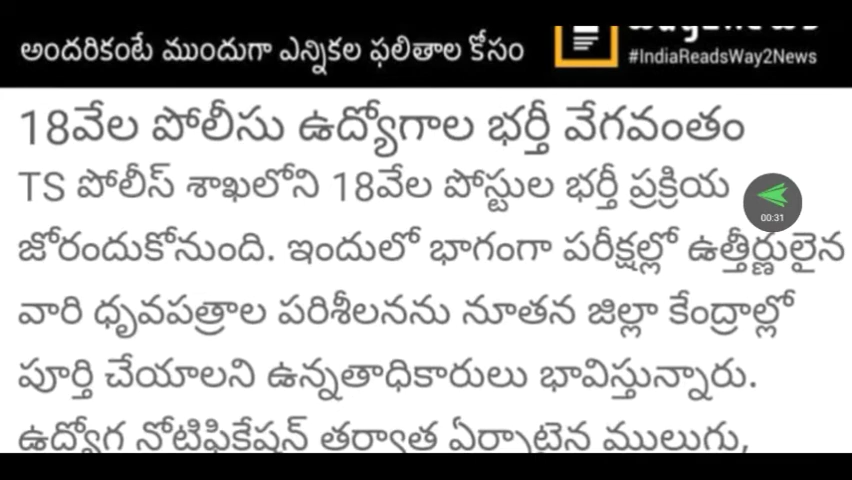 అందరికంటే ముందుగా ఎన్నికల ఫలితాల కోసం
#IndiaReadsWay2News
18వేల పోలీసు ఉద్యోగాల భర్తీ వేగవంతం
TS పోలీస్ శాఖలోని 18వేల పోస్టుల భర్తీ ప్రక్రియ
00:31
జోరందుకోనుంది. ఇందులో భాగంగా పరీక్షల్లో ఉత్తీర్ణులైన
వారి ధృవపత్రాల పరిశీలనను నూతన జిల్లా కేంద్రాల్లో
పూర్తి చేయాలని ఉన్నతాధికారులు భావిస్తున్నారు.
ఉద్యోగ నోటిఫికేషన్ తర్వాత ఏర్పాటైన ములుగు,